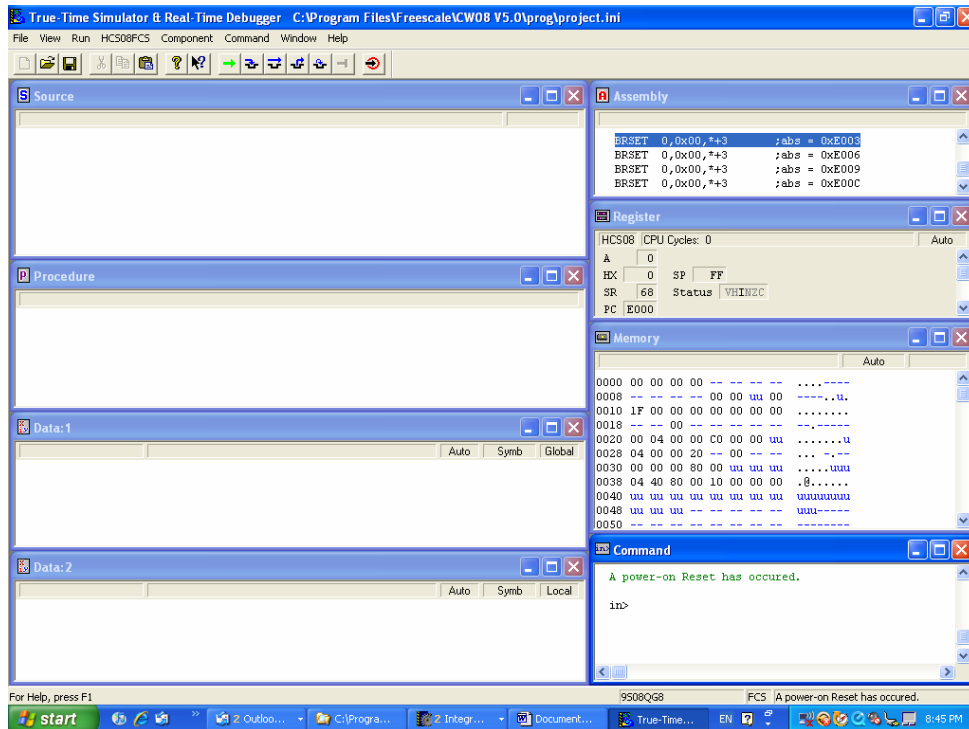 True-Time Simulator & Real-Time Debugger C:\Program Files\Freescale\CW08 V5.0\prog\project.ini
File View Run HCS08FCS Component Command Window Help
Source
Procedure
Data:1
Auto Symb Global
Data:2
Auto Symb Local
Assembly
BRSET 0,0x00,*+3 ;abs = 0xE003
BRSET 0,0x00,*+3 ;abs = 0xE006
BRSET 0,0x00,*+3 ;abs = 0xE009
BRSET 0,0x00,*+3 ;abs = 0xE00C
Register
HCS08 CPU Cycles: 0 Auto
A 0
HX 0 SP FF
SR 68 Status VHINZC
PC E000
Memory
Auto
0000 00 00 00 00 -- -- -- -- ....----
0008 -- -- -- -- 00 00 uu 00 ----..u.
0010 1F 00 00 00 00 00 00 00 ........
0018 -- -- 00 -- -- -- -- -- --.-----
0020 00 04 00 00 C0 00 00 uu .......u
0028 04 00 00 20 -- 00 -- -- ... -.--
0030 00 00 00 80 00 uu uu uu .....uuu
0038 04 40 80 00 10 00 00 00 .@......
0040 uu uu uu uu uu uu uu uu uuuuuuuu
0048 uu uu uu -- -- -- -- -- uuu-----
0050 -- -- -- -- -- -- -- -- --------
Command
A power-on Reset has occured.
in>
For Help, press F1
9S08QG8 FCS A power-on Reset has occured.
start 2 Outloo... C:\Progra... 2 Integr... Document... True-Time... EN 8:45 PM